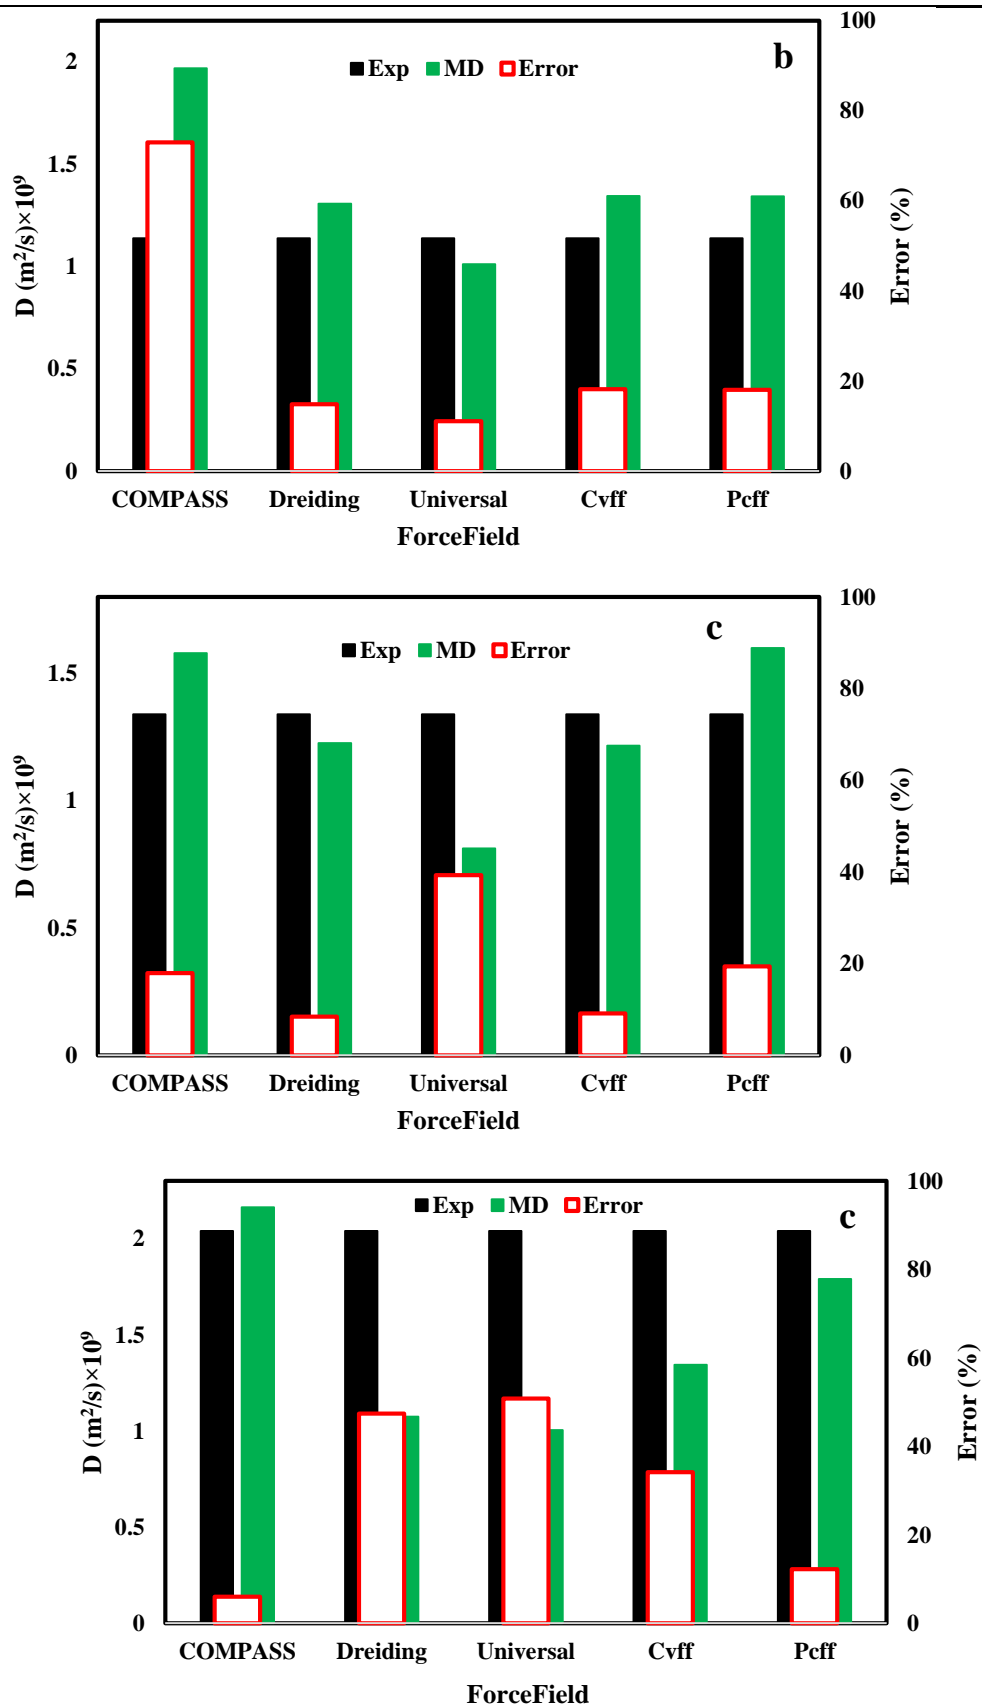 b
Exp MD Error
2
1.5
1
0.5
0
D (m²/s)×10⁹
100
80
60
40
20
0
Error (%)
COMPASS Dreiding Universal Cvff Pcff
ForceField
c
Exp MD Error
1.5
1
0.5
0
D (m²/s)×10⁹
100
80
60
40
20
0
Error (%)
COMPASS Dreiding Universal Cvff Pcff
ForceField
c
Exp MD Error
2
1.5
1
0.5
0
D (m²/s)×10⁹
100
80
60
40
20
0
Error (%)
COMPASS Dreiding Universal Cvff Pcff
ForceField